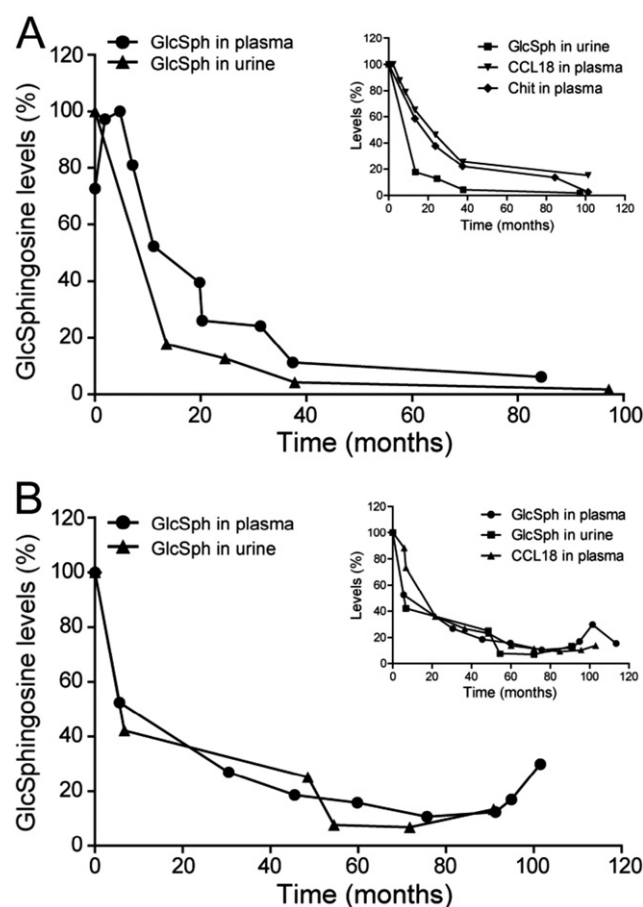 A
GlcSph in plasma
GlcSph in urine
GlcSphingosine levels (%)
120
100
80
60
40
20
0
0 20 40 60 80 100
Time (months)
GlcSph in urine
CCL18 in plasma
Chit in plasma
Levels (%)
120
100
80
60
40
20
0
0 20 40 60 80 100 120
Time (months)
B
GlcSph in plasma
GlcSph in urine
GlcSphingosine levels (%)
120
100
80
60
40
20
0
0 20 40 60 80 100 120
Time (months)
GlcSph in plasma
GlcSph in urine
CCL18 in plasma
Levels (%)
120
100
80
60
40
20
0
0 20 40 60 80 100 120
Time (months)